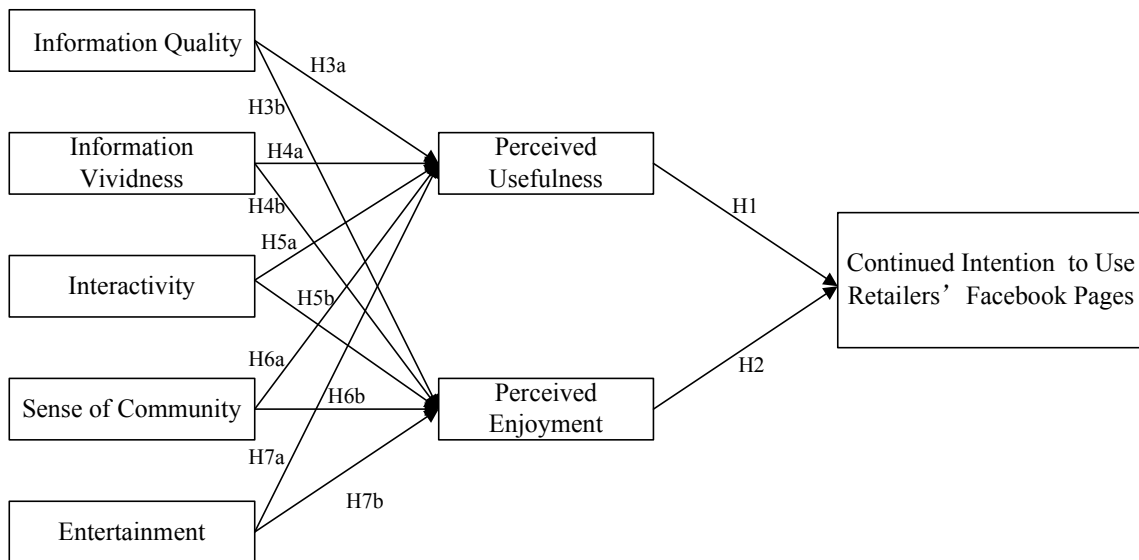 Information Quality
H3a
H3b
Information
Vividness
H4a
H4b
Perceived
Usefulness
H1
H5a
Interactivity
H5b
Continued Intention to Use
Retailers’ Facebook Pages
H6a
H2
Sense of Community
H6b
Perceived
Enjoyment
H7a
H7b
Entertainment